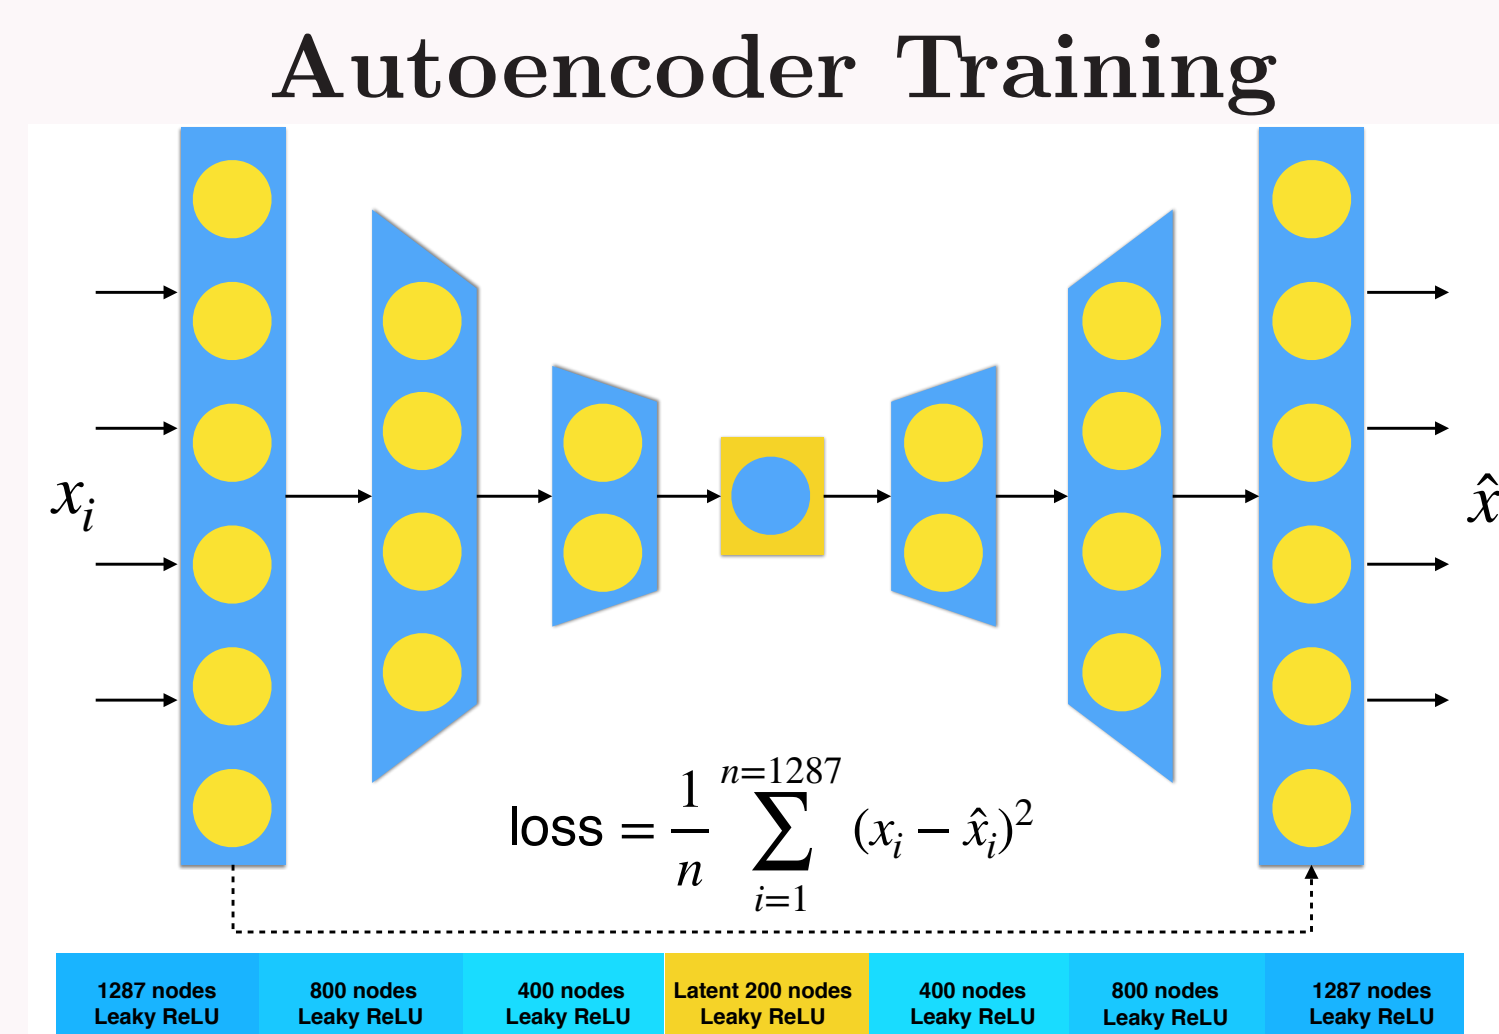 Autoencoder Training
x_i
x̂
loss = \frac{1}{n} \sum_{i=1}^{n=1287} (x_i − x̂_i)^2
1287 nodes
Leaky ReLU
800 nodes
Leaky ReLU
400 nodes
Leaky ReLU
Latent 200 nodes
Leaky ReLU
400 nodes
Leaky ReLU
800 nodes
Leaky ReLU
1287 nodes
Leaky ReLU